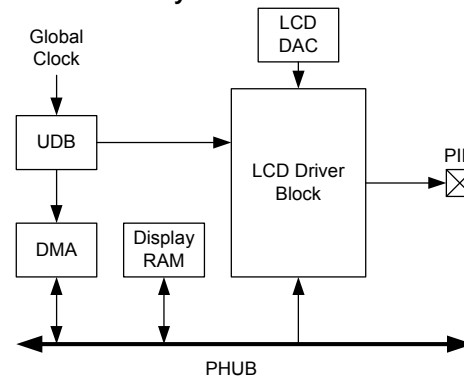 LCD
DAC
Global
Clock
UDB
LCD Driver
Block
DMA
Display
RAM
PHUB